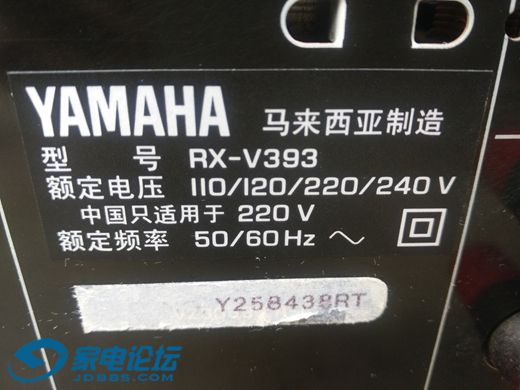 YAMAHA 马来西亚制造
型 号 RX-V393
额定电压 110/120/220/240 V
中国只适用于 220 V
额定频率 50/60 Hz ～
Y258438RT
家电论坛
JDBBS.COM